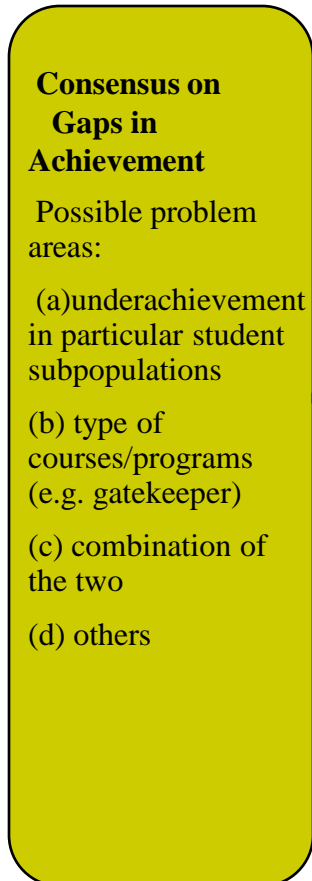 Consensus on
Gaps in
Achievement
Possible problem
areas:
(a)underachievement
in particular student
subpopulations
(b) type of
courses/programs
(e.g. gatekeeper)
(c) combination of
the two
(d) others